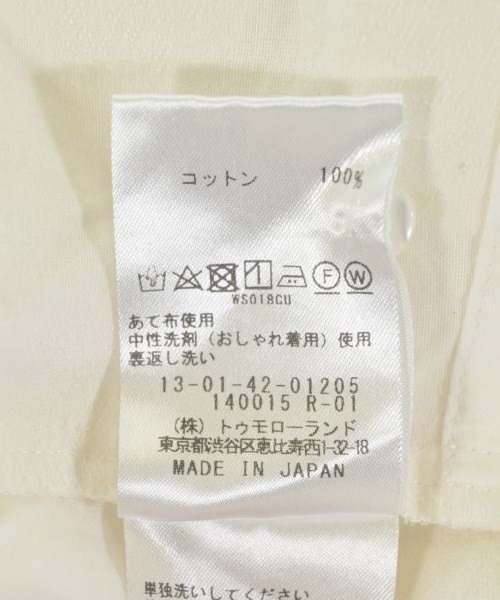 コットン 100%
F W
WS018CU
あて布使用
中性洗剤（おしゃれ着用）使用
裏返し洗い
13-01-42-01205
140015 R-01
（株）トゥモローランド
東京都渋谷区恵比寿西1-32-18
MADE IN JAPAN
単独洗いしてください